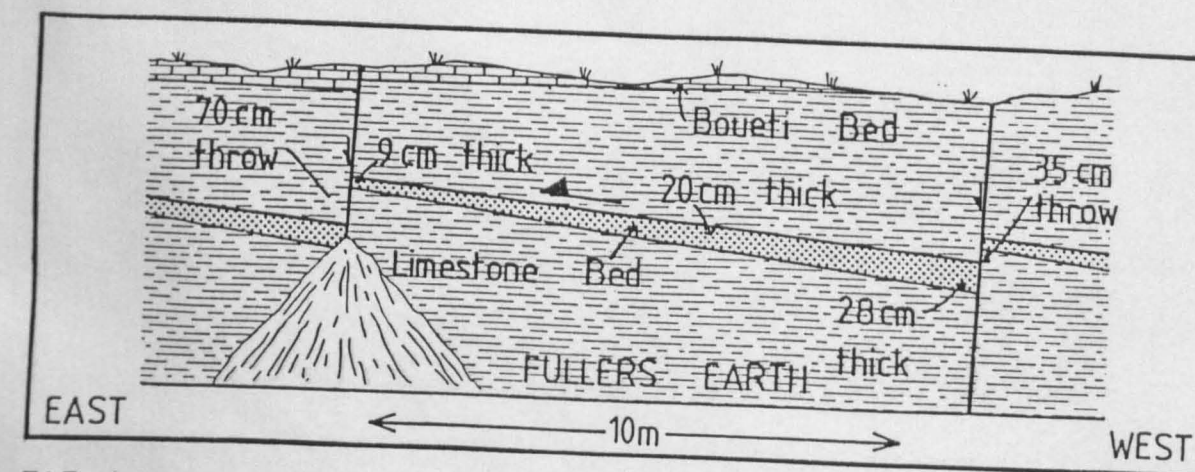 70 cm
throw
9 cm thick
Boueti Bed
20 cm thick
35 cm
throw
Limestone Bed
28 cm
thick
FULLERS EARTH
EAST
10m
WEST